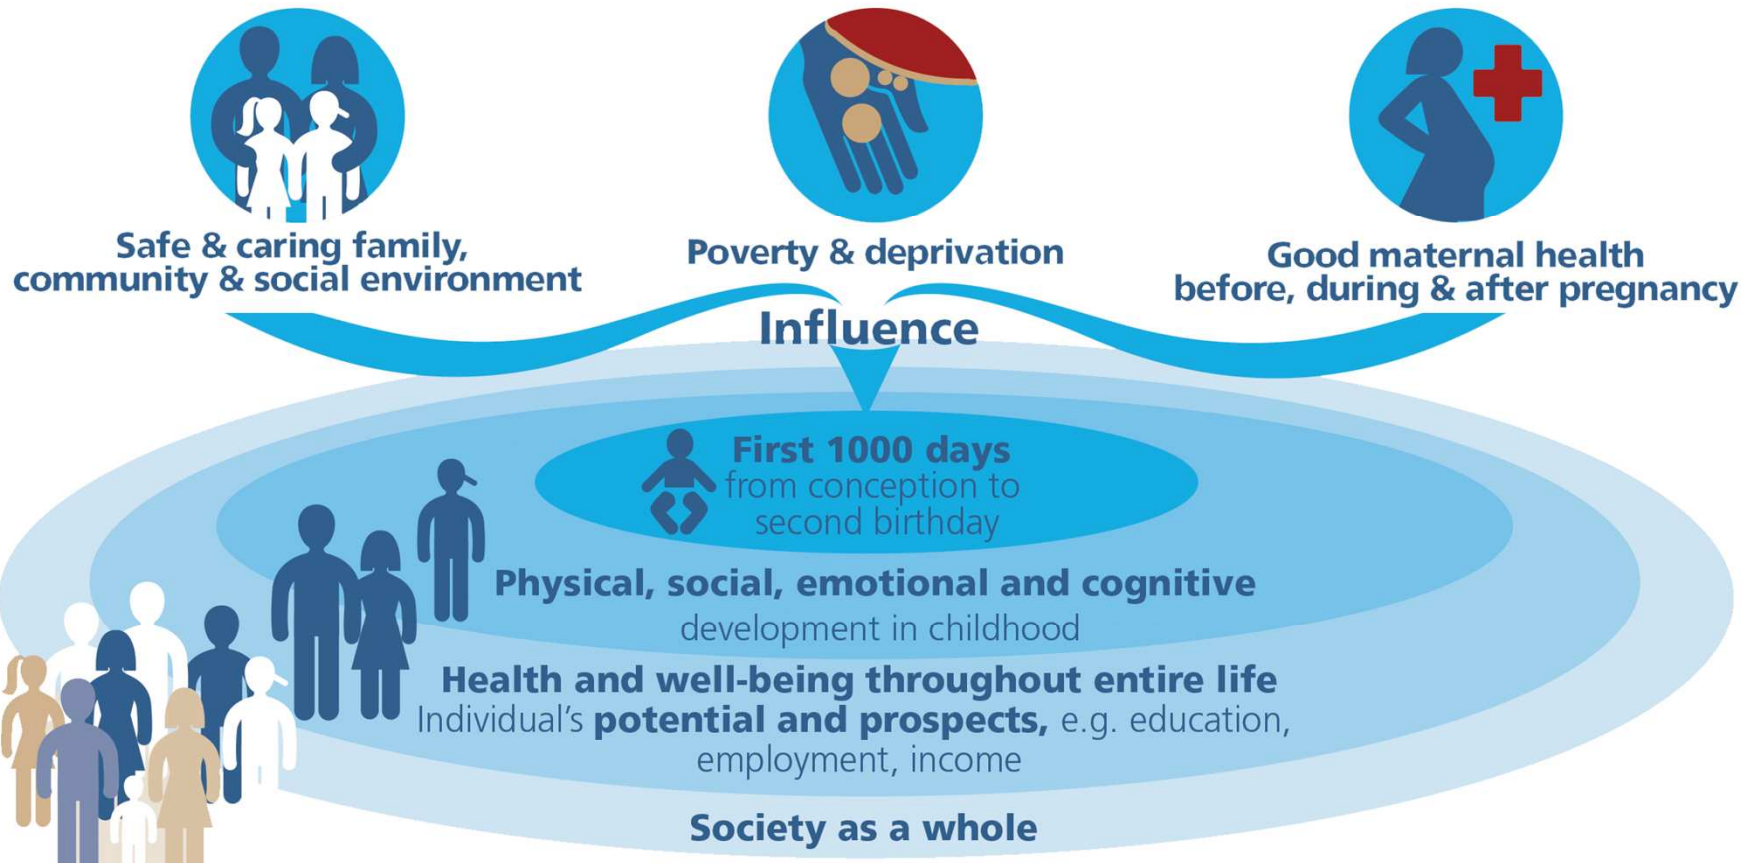 Safe & caring family,
community & social environment
Poverty & deprivation
Good maternal health
before, during & after pregnancy
Influence
First 1000 days
from conception to
second birthday
Physical, social, emotional and cognitive
development in childhood
Health and well-being throughout entire life
Individual’s potential and prospects, e.g. education,
employment, income
Society as a whole